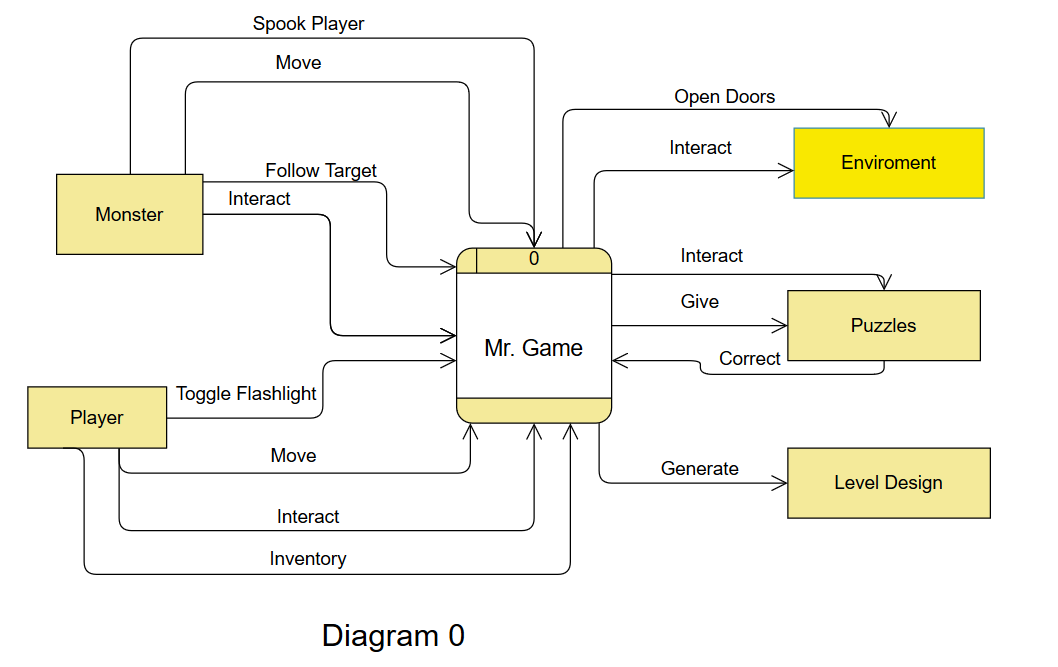 Spook Player
Move
Open Doors
Interact
Enviroment
Follow Target
Interact
Monster
0
Interact
Give
Puzzles
Mr. Game
Correct
Toggle Flashlight
Player
Move
Generate
Level Design
Interact
Inventory
Diagram 0